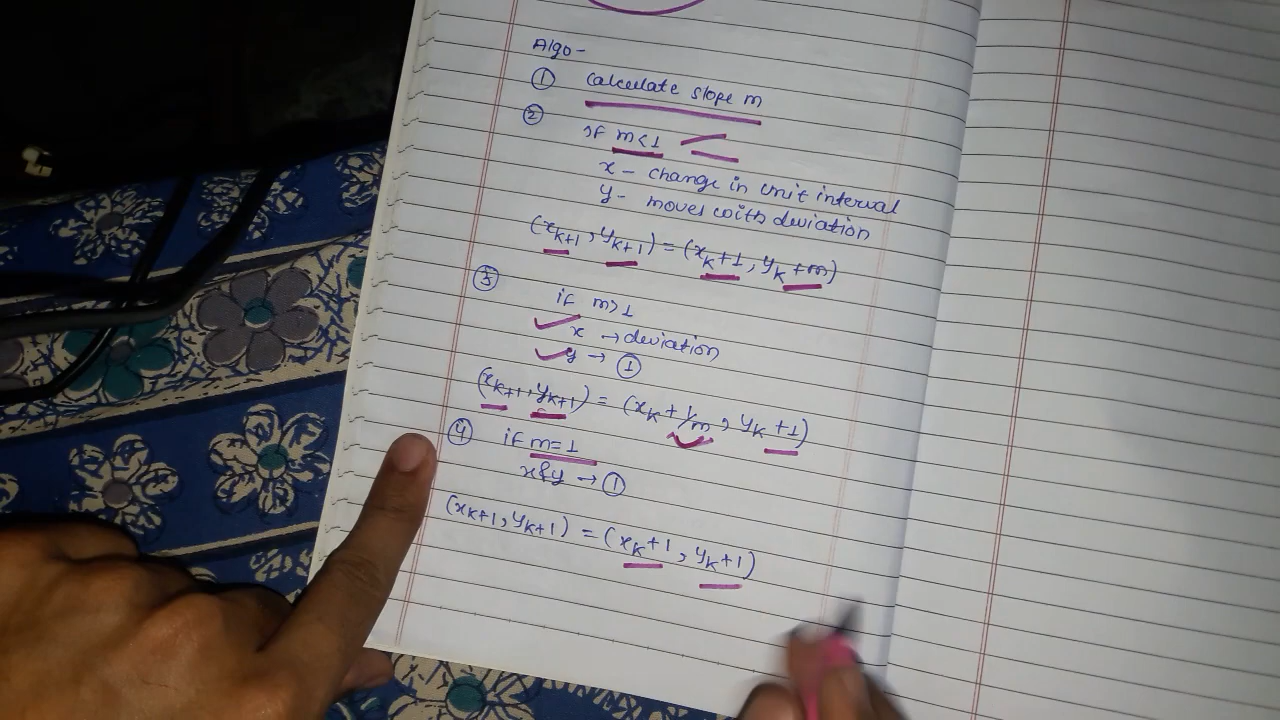 Algo-
① calculate slope m
②
if m<1
x - change in unit interval
y - moves with deviation
(xₖ₊₁, yₖ₊₁) = (xₖ+1, yₖ+m)
③
if m>1
x → deviation
y → ①
(xₖ₊₁, yₖ₊₁) = (xₖ+1/m, yₖ+1)
④ if m=1
x&y → ①
(xₖ₊₁, yₖ₊₁) = (xₖ+1, yₖ+1)